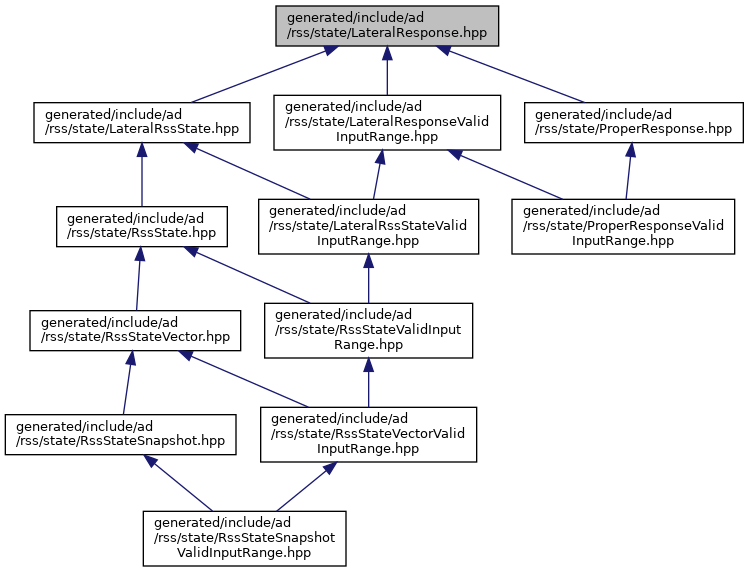 generated/include/ad
/rss/state/LateralResponse.hpp
generated/include/ad
/rss/state/LateralRssState.hpp
generated/include/ad
/rss/state/LateralResponseValid
InputRange.hpp
generated/include/ad
/rss/state/ProperResponse.hpp
generated/include/ad
/rss/state/RssState.hpp
generated/include/ad
/rss/state/LateralRssStateValid
InputRange.hpp
generated/include/ad
/rss/state/ProperResponseValid
InputRange.hpp
generated/include/ad
/rss/state/RssStateVector.hpp
generated/include/ad
/rss/state/RssStateValidInput
Range.hpp
generated/include/ad
/rss/state/RssStateSnapshot.hpp
generated/include/ad
/rss/state/RssStateVectorValid
InputRange.hpp
generated/include/ad
/rss/state/RssStateSnapshot
ValidInputRange.hpp